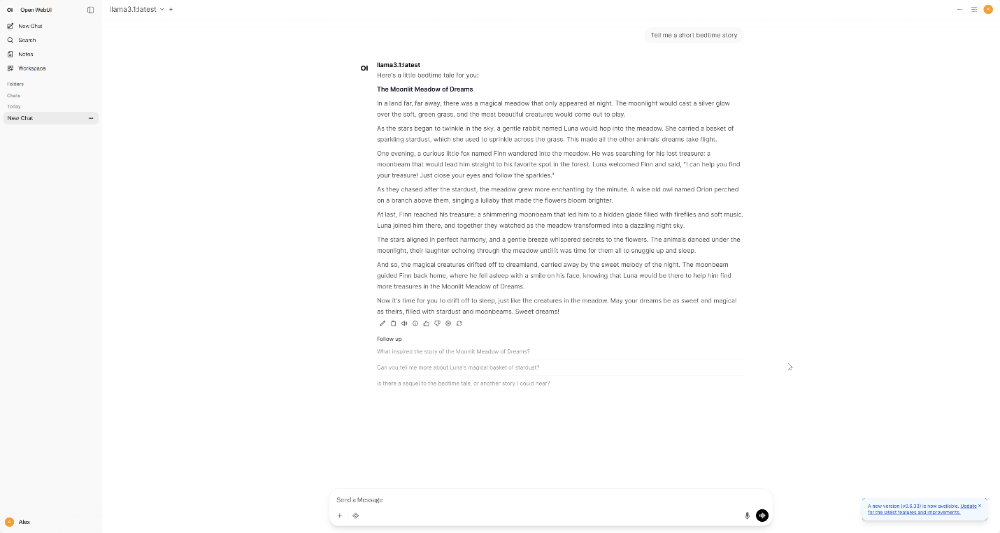 OI Open WebUI
New Chat
Search
Notes
Workspace
Folders
Chats
Today
New Chat
A Alex
llama3.1:latest
A
Tell me a short bedtime story
OI llama3.1:latest
Here's a little bedtime tale for you:
The Moonlit Meadow of Dreams
In a land far, far away, there was a magical meadow that only appeared at night. The moonlight would cast a silver glow
over the soft, green grass, and the most beautiful creatures would come out to play.
As the stars began to twinkle in the sky, a gentle rabbit named Luna would hop into the meadow. She carried a basket of
sparkling stardust, which she used to sprinkle across the grass. This made all the other animals' dreams take flight.
One evening, a curious little fox named Finn wandered into the meadow. He was searching for his lost treasure: a
moonbeam that would lead him straight to his favorite spot in the forest. Luna welcomed Finn and said, "I can help you find
your treasure! Just close your eyes and follow the sparkles."
As they chased after the stardust, the meadow grew more enchanting by the minute. A wise old owl named Orion perched
on a branch above them, singing a lullaby that made the flowers bloom brighter.
At last, Finn reached his treasure: a shimmering moonbeam that led him to a hidden glade filled with fireflies and soft music.
Luna joined him there, and together they watched as the meadow transformed into a dazzling night sky.
The stars aligned in perfect harmony, and a gentle breeze whispered secrets to the flowers. The animals danced under the
moonlight, their laughter echoing through the meadow until it was time for them all to snuggle up and sleep.
And so, the magical creatures drifted off to dreamland, carried away by the sweet melody of the night. The moonbeam
guided Finn back home, where he fell asleep with a smile on his face, knowing that Luna would be there to help him find
more treasures in the Moonlit Meadow of Dreams.
Now it's time for you to drift off to sleep, just like the creatures in the meadow. May your dreams be as sweet and magical
as theirs, filled with stardust and moonbeams. Sweet dreams!
Follow up
What inspired the story of the Moonlit Meadow of Dreams?
Can you tell me more about Luna's magical basket of stardust?
Is there a sequel to the bedtime tale, or another story I could hear?
Send a Message
A new version (v0.6.33) is now available. Update
for the latest features and improvements.